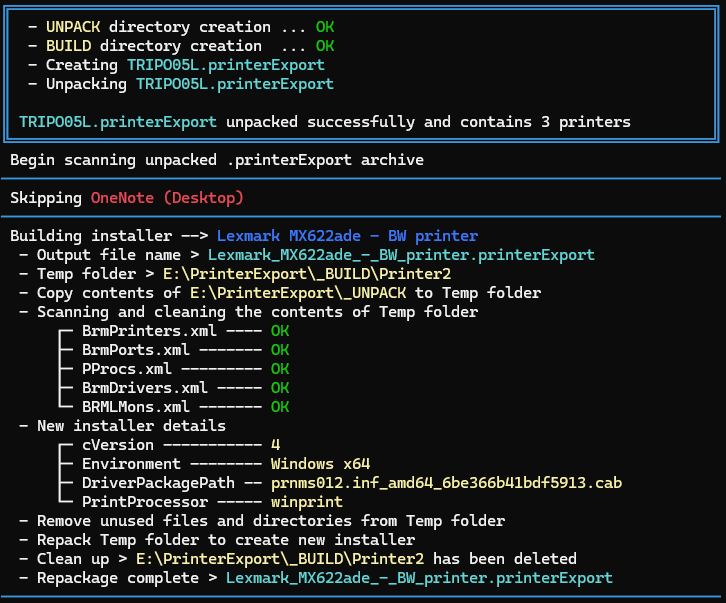 - UNPACK directory creation ... OK
- BUILD directory creation  ... OK
- Creating TRIPO05L.printerExport
- Unpacking TRIPO05L.printerExport
TRIPO05L.printerExport unpacked successfully and contains 3 printers
Begin scanning unpacked .printerExport archive
Skipping OneNote (Desktop)
Building installer --> Lexmark MX622ade - BW printer
- Output file name > Lexmark_MX622ade_-_BW_printer.printerExport
- Temp folder > E:\PrinterExport\_BUILD\Printer2
- Copy contents of E:\PrinterExport\_UNPACK to Temp folder
- Scanning and cleaning the contents of Temp folder
BrmPrinters.xml ---- OK
BrmPorts.xml ------- OK
PProcs.xml --------- OK
BrmDrivers.xml ----- OK
BRMLMons.xml ------- OK
- New installer details
cVersion ----------- 4
Environment -------- Windows x64
DriverPackagePath -- prnms012.inf_amd64_6be366b41bdf5913.cab
PrintProcessor ----- winprint
- Remove unused files and directories from Temp folder
- Repack Temp folder to create new installer
- Clean up > E:\PrinterExport\_BUILD\Printer2 has been deleted
- Repackage complete > Lexmark_MX622ade_-_BW_printer.printerExport